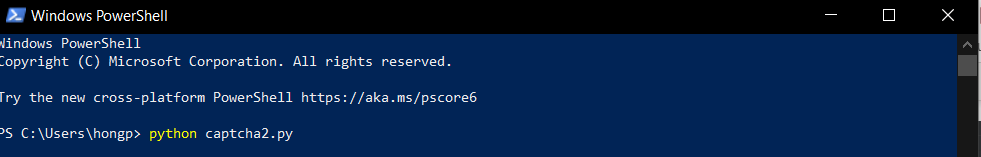 Windows PowerShell
Windows PowerShell
Copyright (C) Microsoft Corporation. All rights reserved.
Try the new cross-platform PowerShell https://aka.ms/pscore6
PS C:\Users\hongp> python captcha2.py